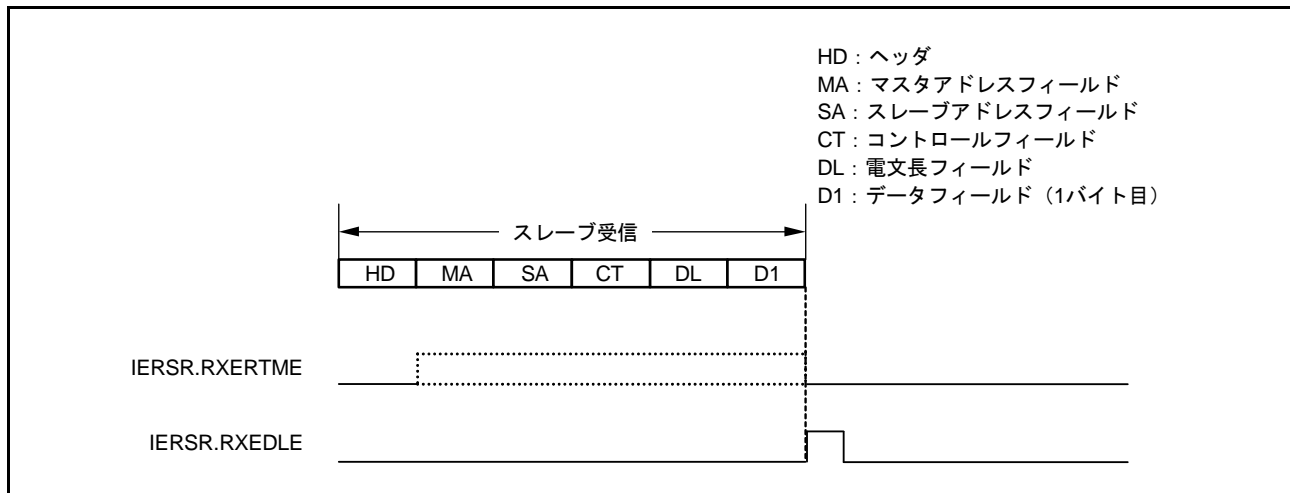 HD：ヘッダ
MA：マスタアドレスフィールド
SA：スレーブアドレスフィールド
CT：コントロールフィールド
DL：電文長フィールド
D1：データフィールド（1バイト目）
スレーブ受信
HD MA SA CT DL D1
IERSR.RXERTME
IERSR.RXEDLE